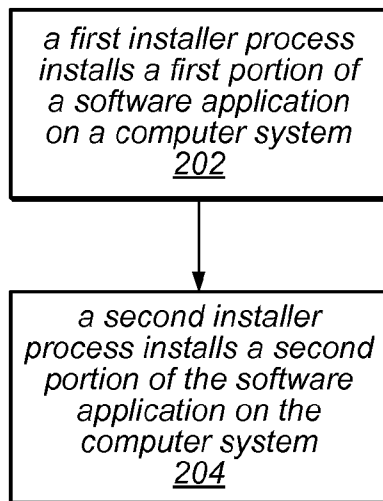 a first installer process
installs a first portion of
a software application
on a computer system
202
a second installer
process installs a second
portion of the software
application on the
computer system
204